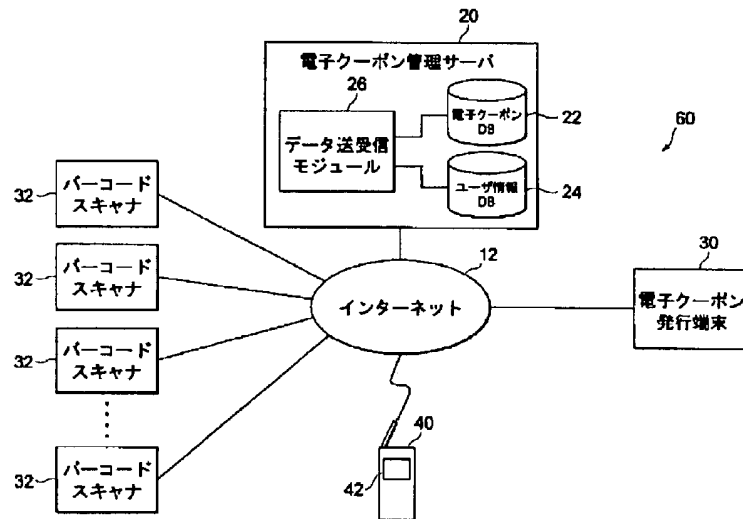 20
電子クーポン管理サーバ
26
データ送受信
モジュール
電子クーポン
DB
22
ユーザ情報
DB
24
60
32
バーコード
スキャナ
32
バーコード
スキャナ
32
バーコード
スキャナ
32
バーコード
スキャナ
12
インターネット
30
電子クーポン
発行端末
40
42